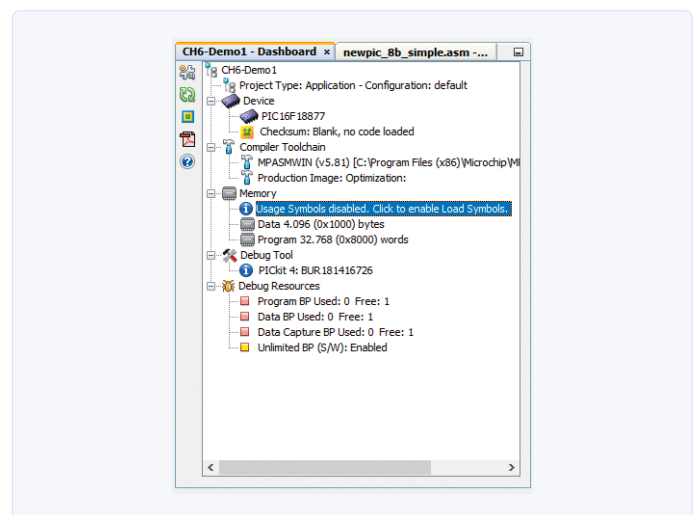 CH6-Demo1 - Dashboard × newpic_8b_simple.asm -...
CH6-Demo1
Project Type: Application - Configuration: default
Device
PIC16F18877
Checksum: Blank, no code loaded
Compiler Toolchain
MPASMWIN (v5.81) [C:\Program Files (x86)\Microchip\M
Production Image: Optimization:
Memory
Usage Symbols disabled. Click to enable Load Symbols.
Data 4.096 (0x1000) bytes
Program 32.768 (0x8000) words
Debug Tool
PICkit 4: BUR181416726
Debug Resources
Program BP Used: 0 Free: 1
Data BP Used: 0 Free: 1
Data Capture BP Used: 0 Free: 1
Unlimited BP (S/W): Enabled